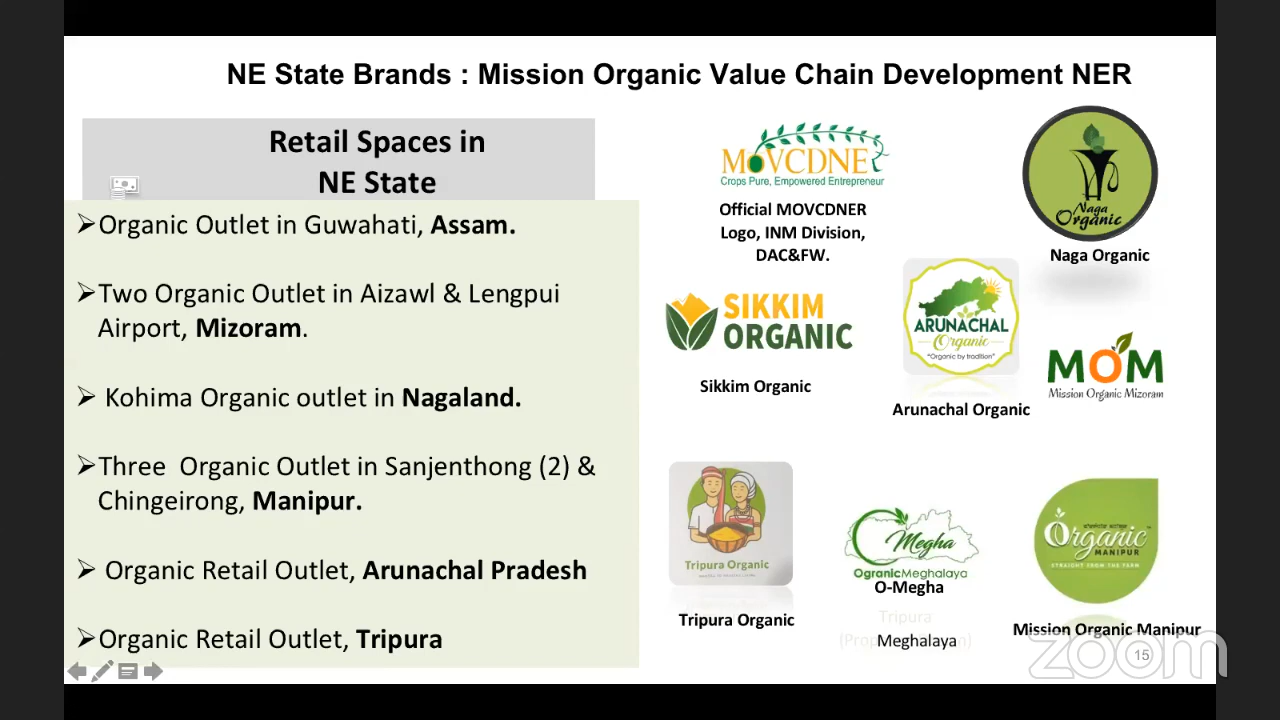 NE State Brands : Mission Organic Value Chain Development NER
Retail Spaces in
NE State
➢Organic Outlet in Guwahati, Assam.
➢Two Organic Outlet in Aizawl & Lengpui
Airport, Mizoram.
➢ Kohima Organic outlet in Nagaland.
➢Three Organic Outlet in Sanjenthong (2) &
Chingeirong, Manipur.
➢ Organic Retail Outlet, Arunachal Pradesh
➢Organic Retail Outlet, Tripura
MOVCDNER
Crops Pure, Empowered Entrepreneur
Official MOVCDNER
Logo, INM Division,
DAC&FW.
Naga
Organic
Naga Organic
SIKKIM
ORGANIC
Sikkim Organic
ARUNACHAL
Organic
"Organic by tradition"
Arunachal Organic
MOM
Mission Organic Mizoram
Tripura Organic
Tripura Organic
Megha
OgranicMeghalaya
O-Megha
Tripura
Meghalaya
Organic
MANIPUR
STRAIGHT FROM THE FARM
Mission Organic Manipur
15
zoom